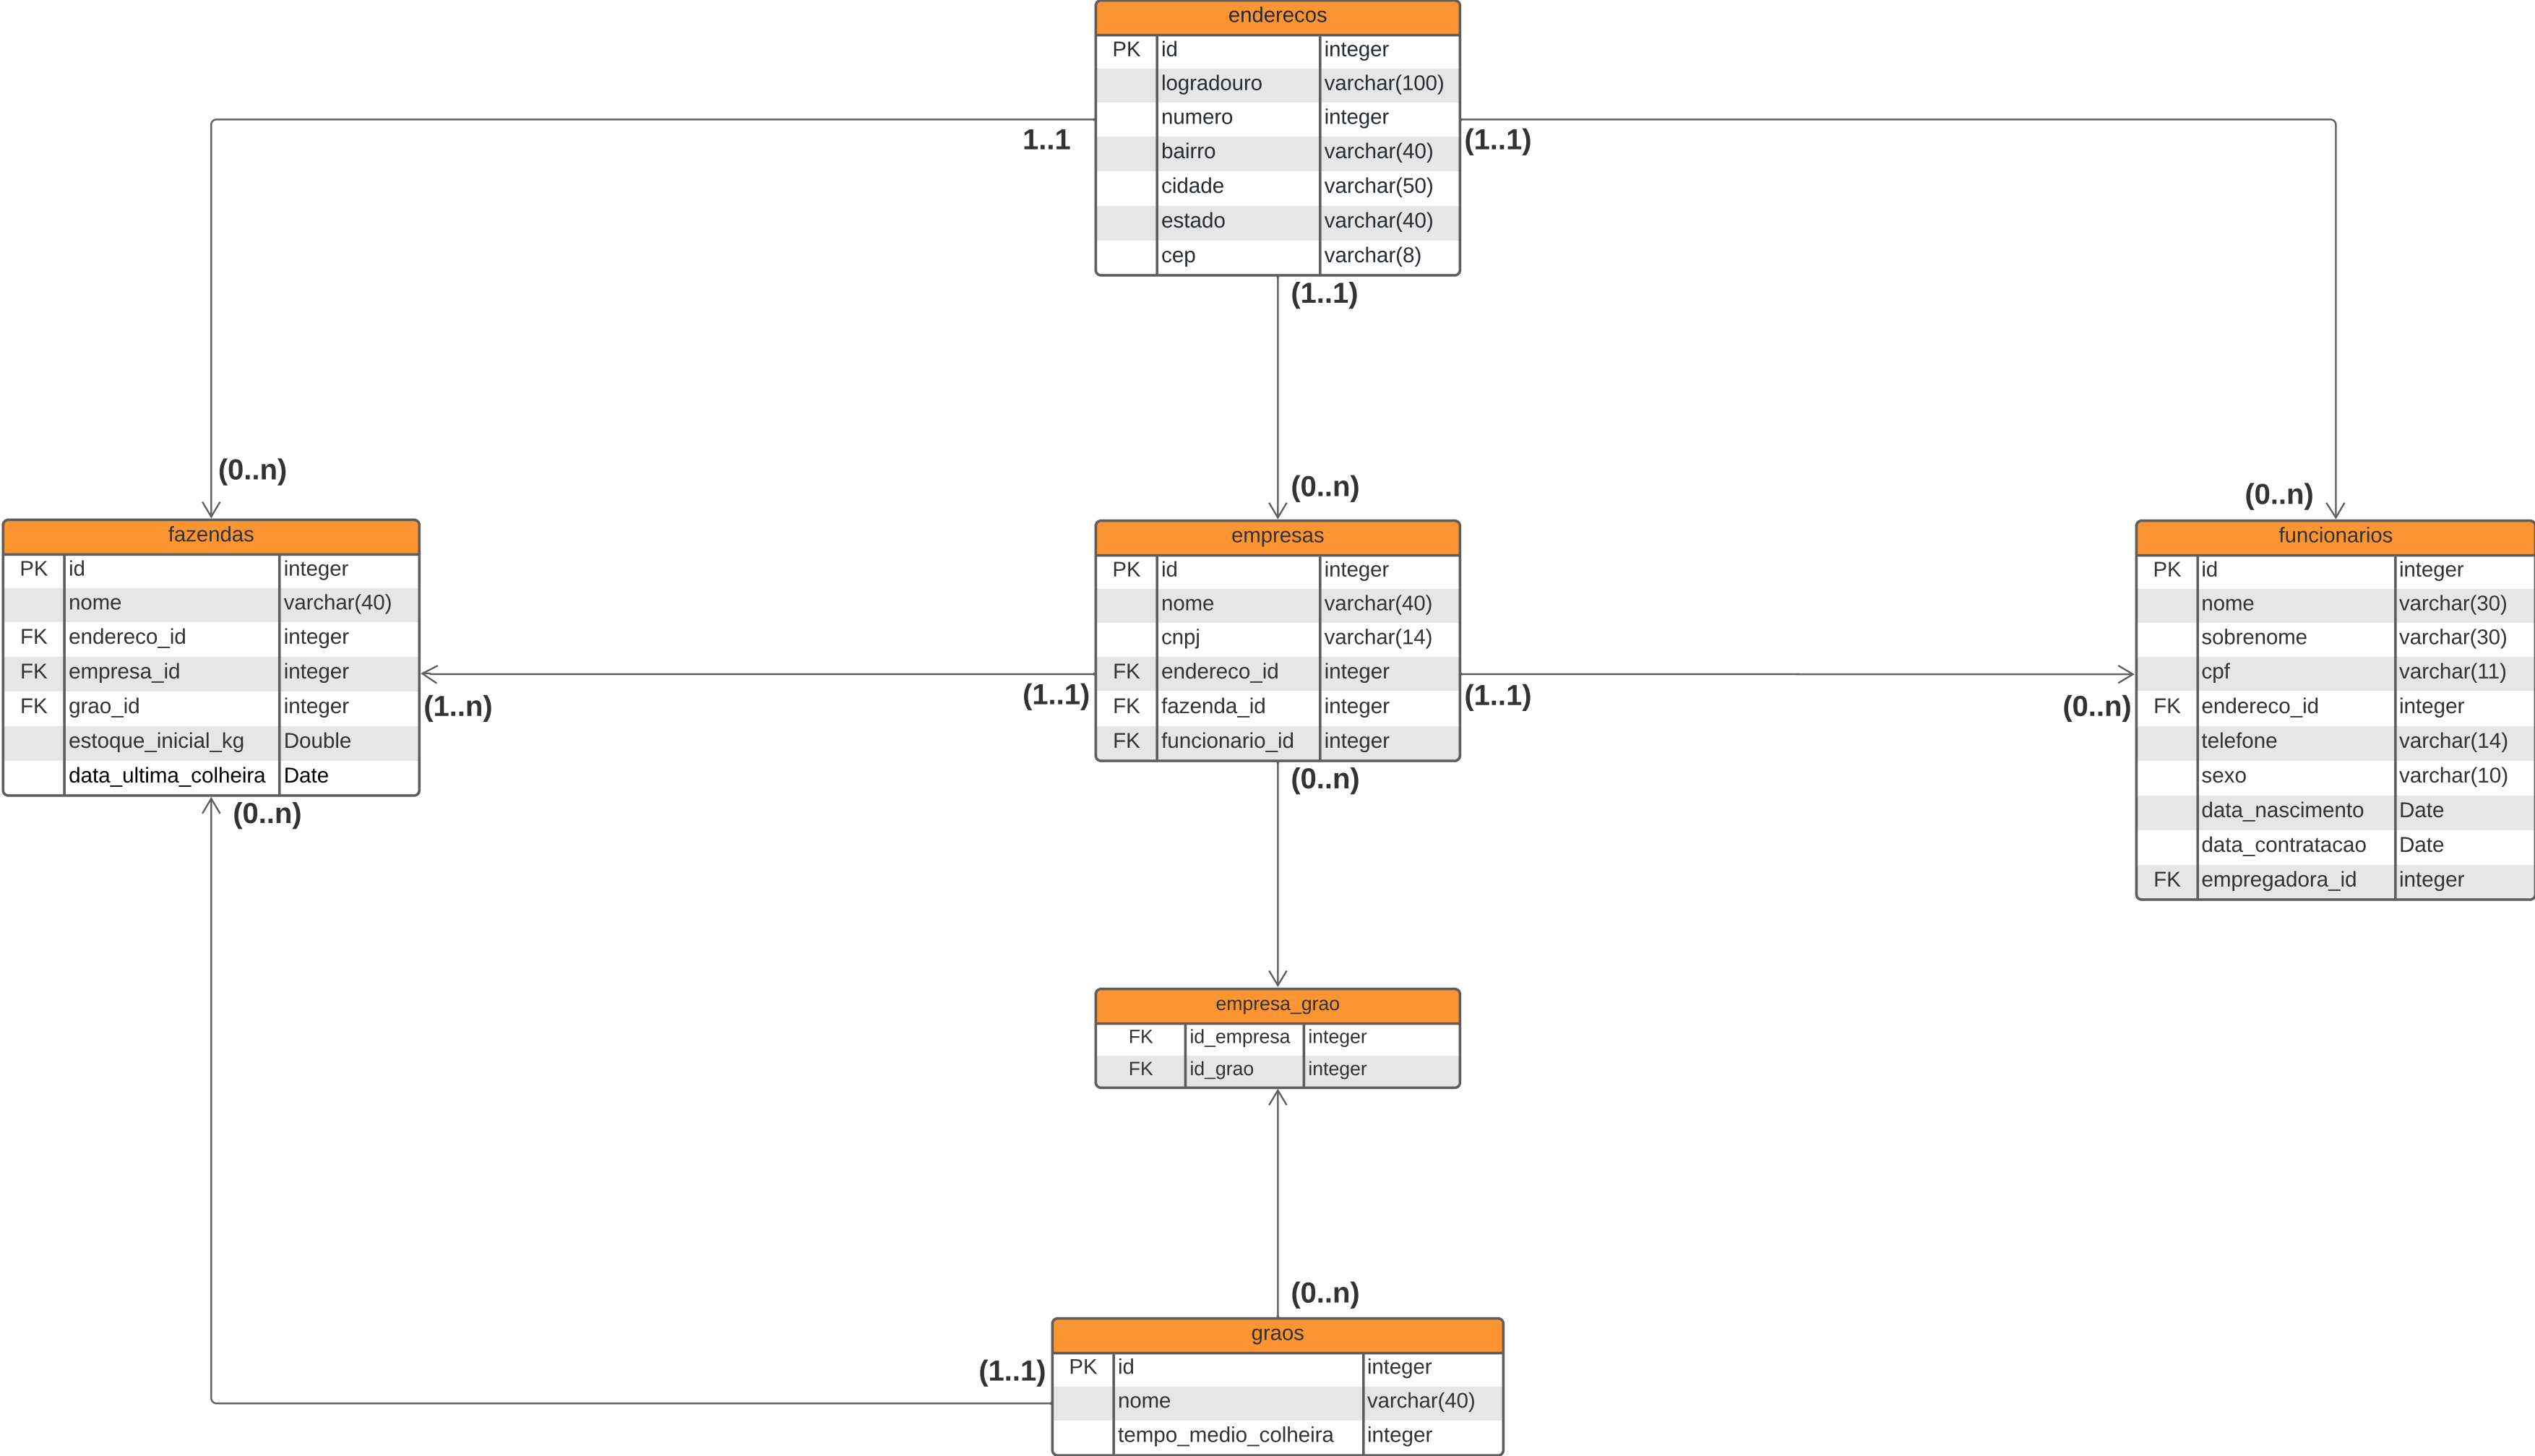 enderecos
PK id integer
logradouro varchar(100)
numero integer
bairro varchar(40)
cidade varchar(50)
estado varchar(40)
cep varchar(8)
1..1
(1..1)
(1..1)
(0..n)
(0..n)
(0..n)
fazendas
PK id integer
nome varchar(40)
FK endereco_id integer
FK empresa_id integer
FK grao_id integer
estoque_inicial_kg Double
data_ultima_colheira Date
(1..n)
(0..n)
empresas
PK id integer
nome varchar(40)
cnpj varchar(14)
FK endereco_id integer
FK fazenda_id integer
FK funcionario_id integer
(1..1)
(1..1)
(0..n)
(0..n)
funcionarios
PK id integer
nome varchar(30)
sobrenome varchar(30)
cpf varchar(11)
FK endereco_id integer
telefone varchar(14)
sexo varchar(10)
data_nascimento Date
data_contratacao Date
FK empregadora_id integer
empresa_grao
FK id_empresa integer
FK id_grao integer
(0..n)
(1..1)
graos
PK id integer
nome varchar(40)
tempo_medio_colheira integer